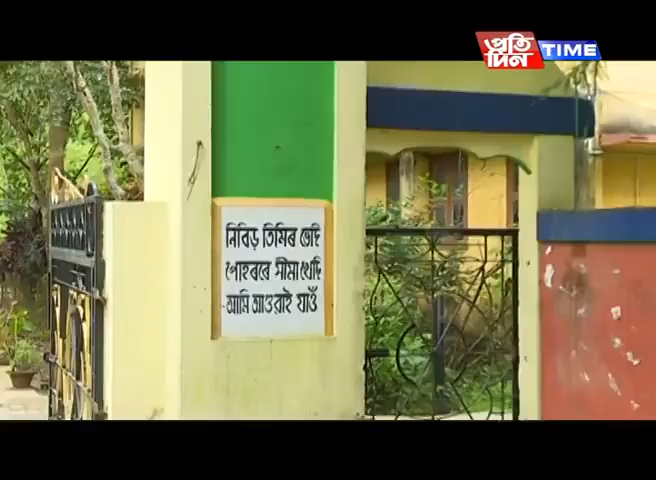 প্ৰতি
দিন TIME
নিবিড় তিমিৰ ভেদি
পোহৰৰে সীমা খেদি
আমি আগুৱাই যাওঁ